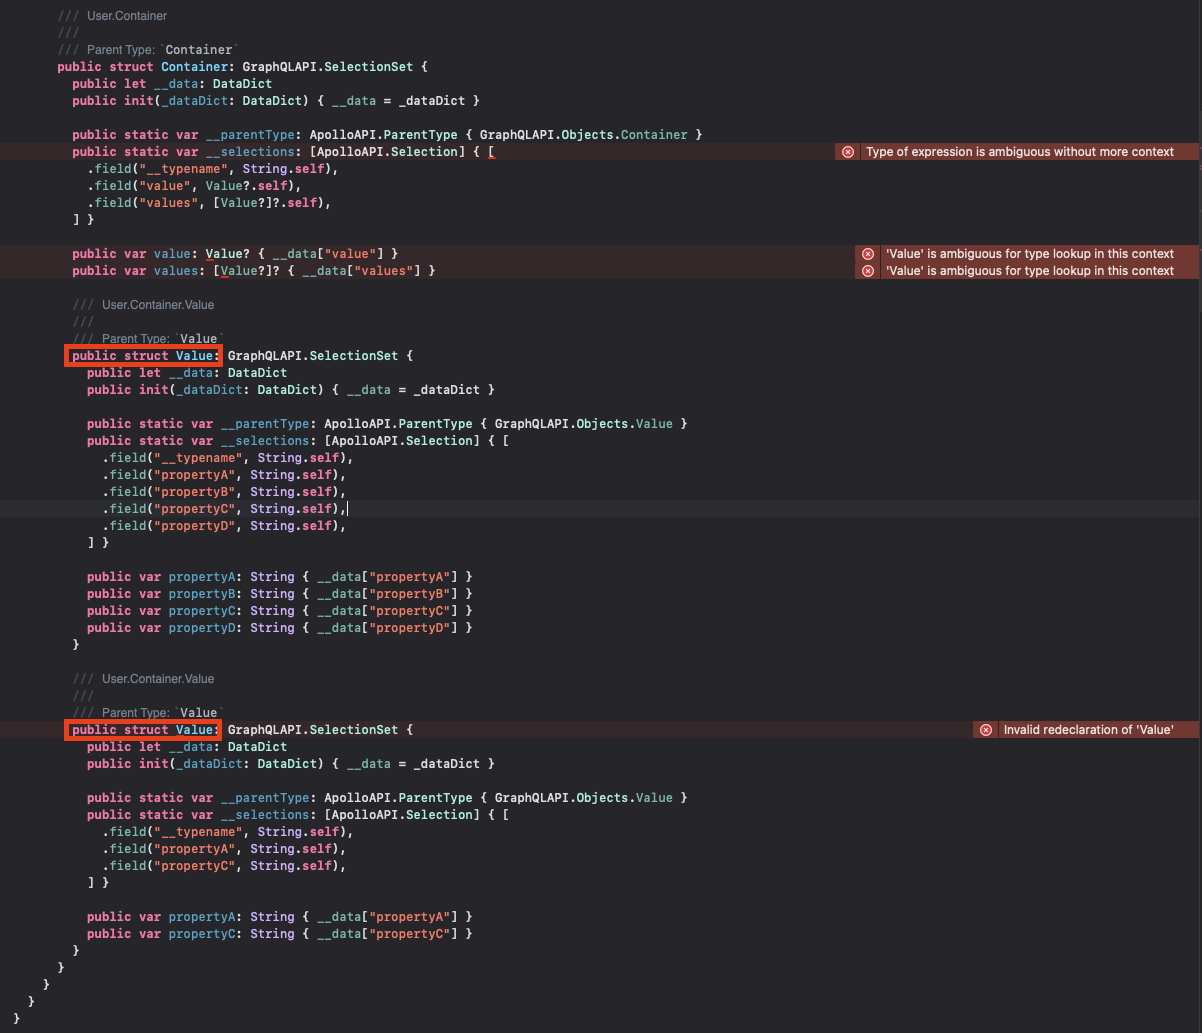 /// User.Container
///
/// Parent Type: `Container`
public struct Container: GraphQLAPI.SelectionSet {
public let __data: DataDict
public init(_dataDict: DataDict) { __data = _dataDict }
public static var __parentType: ApolloAPI.ParentType { GraphQLAPI.Objects.Container }
public static var __selections: [ApolloAPI.Selection] { [ Type of expression is ambiguous without more context
.field("__typename", String.self),
.field("value", Value?.self),
.field("values", [Value?]?.self),
] }
public var value: Value? { __data["value"] } 'Value' is ambiguous for type lookup in this context
public var values: [Value?]? { __data["values"] } 'Value' is ambiguous for type lookup in this context
/// User.Container.Value
///
/// Parent Type: `Value`
public struct Value: GraphQLAPI.SelectionSet {
public let __data: DataDict
public init(_dataDict: DataDict) { __data = _dataDict }
public static var __parentType: ApolloAPI.ParentType { GraphQLAPI.Objects.Value }
public static var __selections: [ApolloAPI.Selection] { [
.field("__typename", String.self),
.field("propertyA", String.self),
.field("propertyB", String.self),
.field("propertyC", String.self),
.field("propertyD", String.self),
] }
public var propertyA: String { __data["propertyA"] }
public var propertyB: String { __data["propertyB"] }
public var propertyC: String { __data["propertyC"] }
public var propertyD: String { __data["propertyD"] }
}
/// User.Container.Value
///
/// Parent Type: `Value`
public struct Value: GraphQLAPI.SelectionSet { Invalid redeclaration of 'Value'
public let __data: DataDict
public init(_dataDict: DataDict) { __data = _dataDict }
public static var __parentType: ApolloAPI.ParentType { GraphQLAPI.Objects.Value }
public static var __selections: [ApolloAPI.Selection] { [
.field("__typename", String.self),
.field("propertyA", String.self),
.field("propertyC", String.self),
] }
public var propertyA: String { __data["propertyA"] }
public var propertyC: String { __data["propertyC"] }
}
}
}
}
}